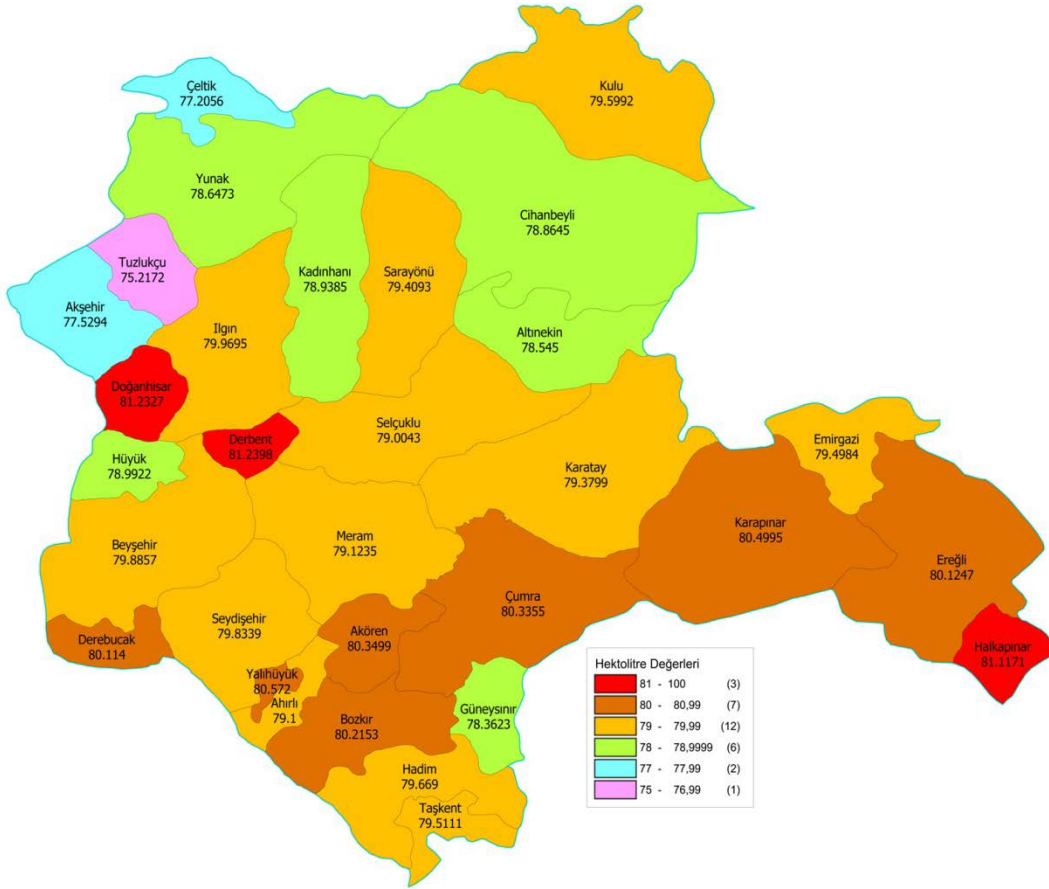 Kulu
79.5992
Çeltik
77.2056
Yunak
78.6473
Cihanbeyli
78.8645
Tuzlukçu
75.2172
Kadınhanı
78.9385
Sarayönü
79.4093
Akşehir
77.5294
Ilgın
79.9695
Altınekin
78.545
Doğanhisar
81.2327
Selçuklu
79.0043
Derbent
81.2398
Emirgazi
79.4984
Hüyük
78.9922
Karatay
79.3799
Karapınar
80.4995
Meram
79.1235
Beyşehir
79.8857
Ereğli
80.1247
Çumra
80.3355
Seydişehir
79.8339
Akören
80.3499
Derebucak
80.114
Halkapınar
81.1171
Yalıhüyük
80.572
Ahırlı
79.1
Güneysınır
78.3623
Bozkır
80.2153
Hadim
79.669
Taşkent
79.5111
Hektolitre Değerleri
81 - 100 (3)
80 - 80,99 (7)
79 - 79,99 (12)
78 - 78,9999 (6)
77 - 77,99 (2)
75 - 76,99 (1)